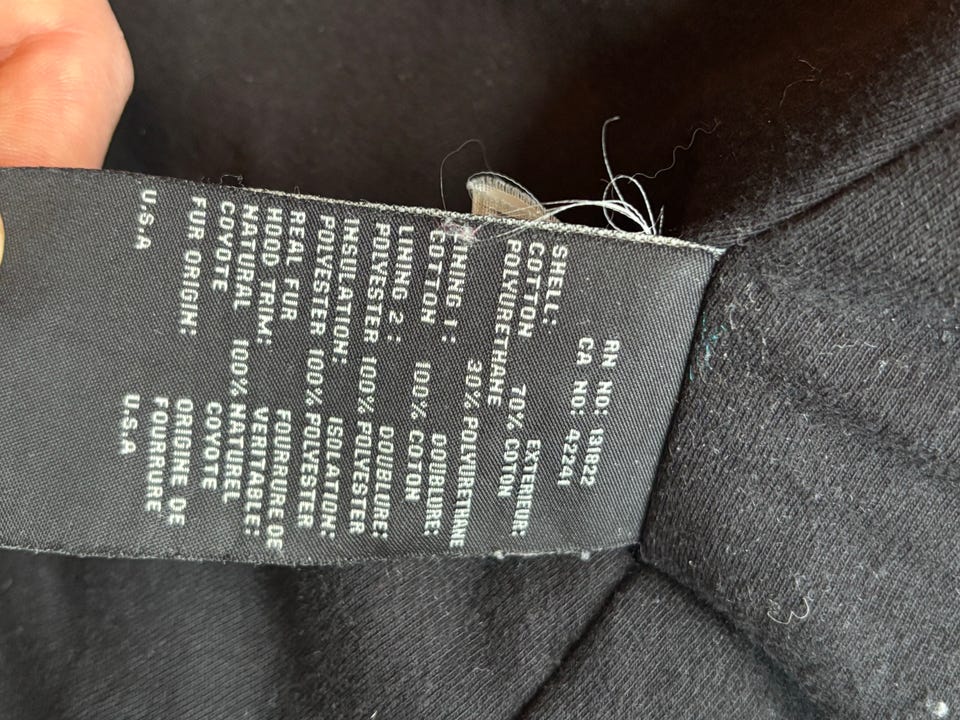 RN NO: 131822
CA NO: 42241
SHELL: EXTERIEUR:
COTTON 70% COTON
POLYURETHANE 30% POLYURETHANE
LINING 1: DOUBLURE:
COTTON 100% COTON
LINING 2: DOUBLURE:
POLYESTER 100% POLYESTER
INSULATION: ISOLATION:
POLYESTER 100% POLYESTER
REAL FUR FOURRURE DE
HOOD TRIM: VERITABLE:
NATURAL 100% NATUREL
COYOTE COYOTE
FUR ORIGIN: ORIGNE DE
FOURRURE
U.S.A U.S.A